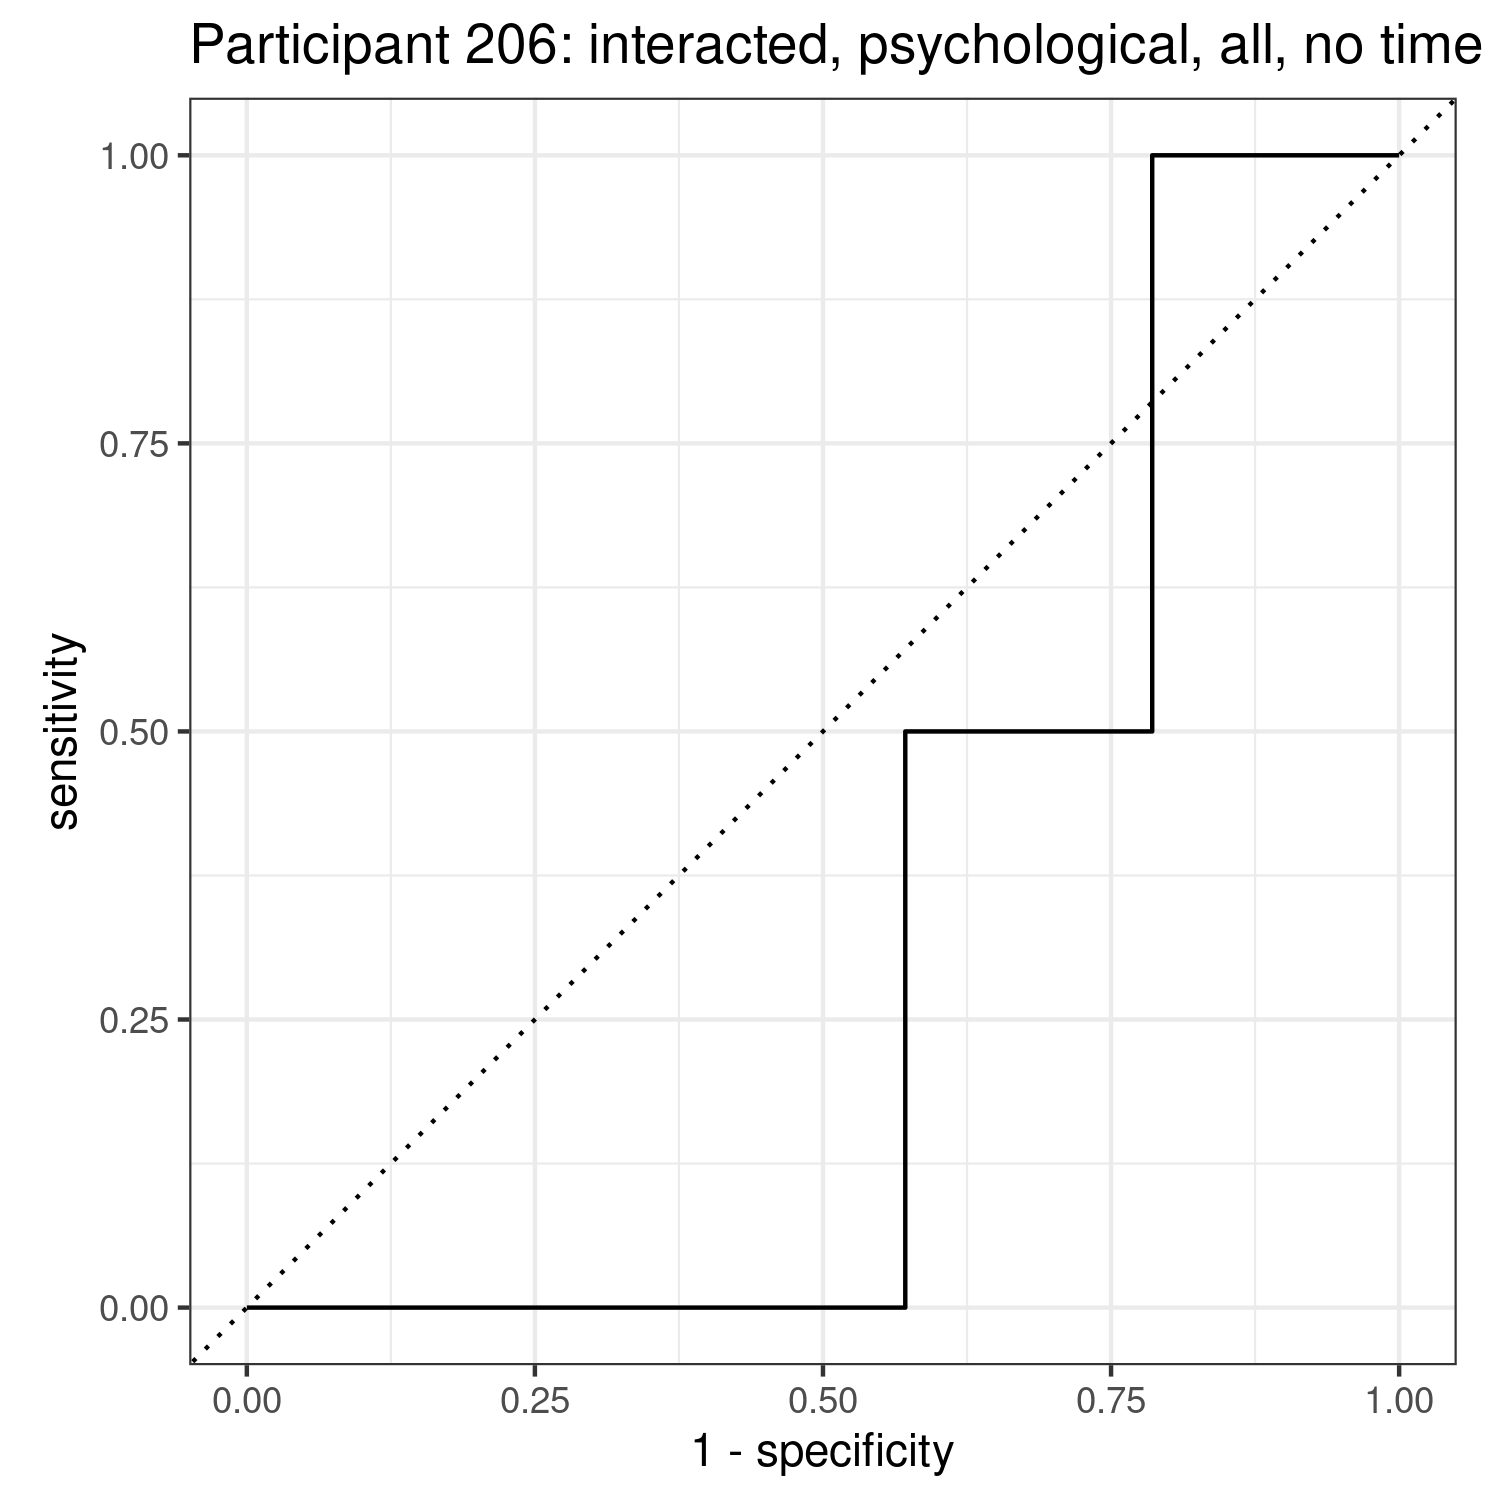 Participant 206: interacted, psychological, all, no time
1.00
0.75
0.50
0.25
0.00
sensitivity
0.00 0.25 0.50 0.75 1.00
1 - specificity